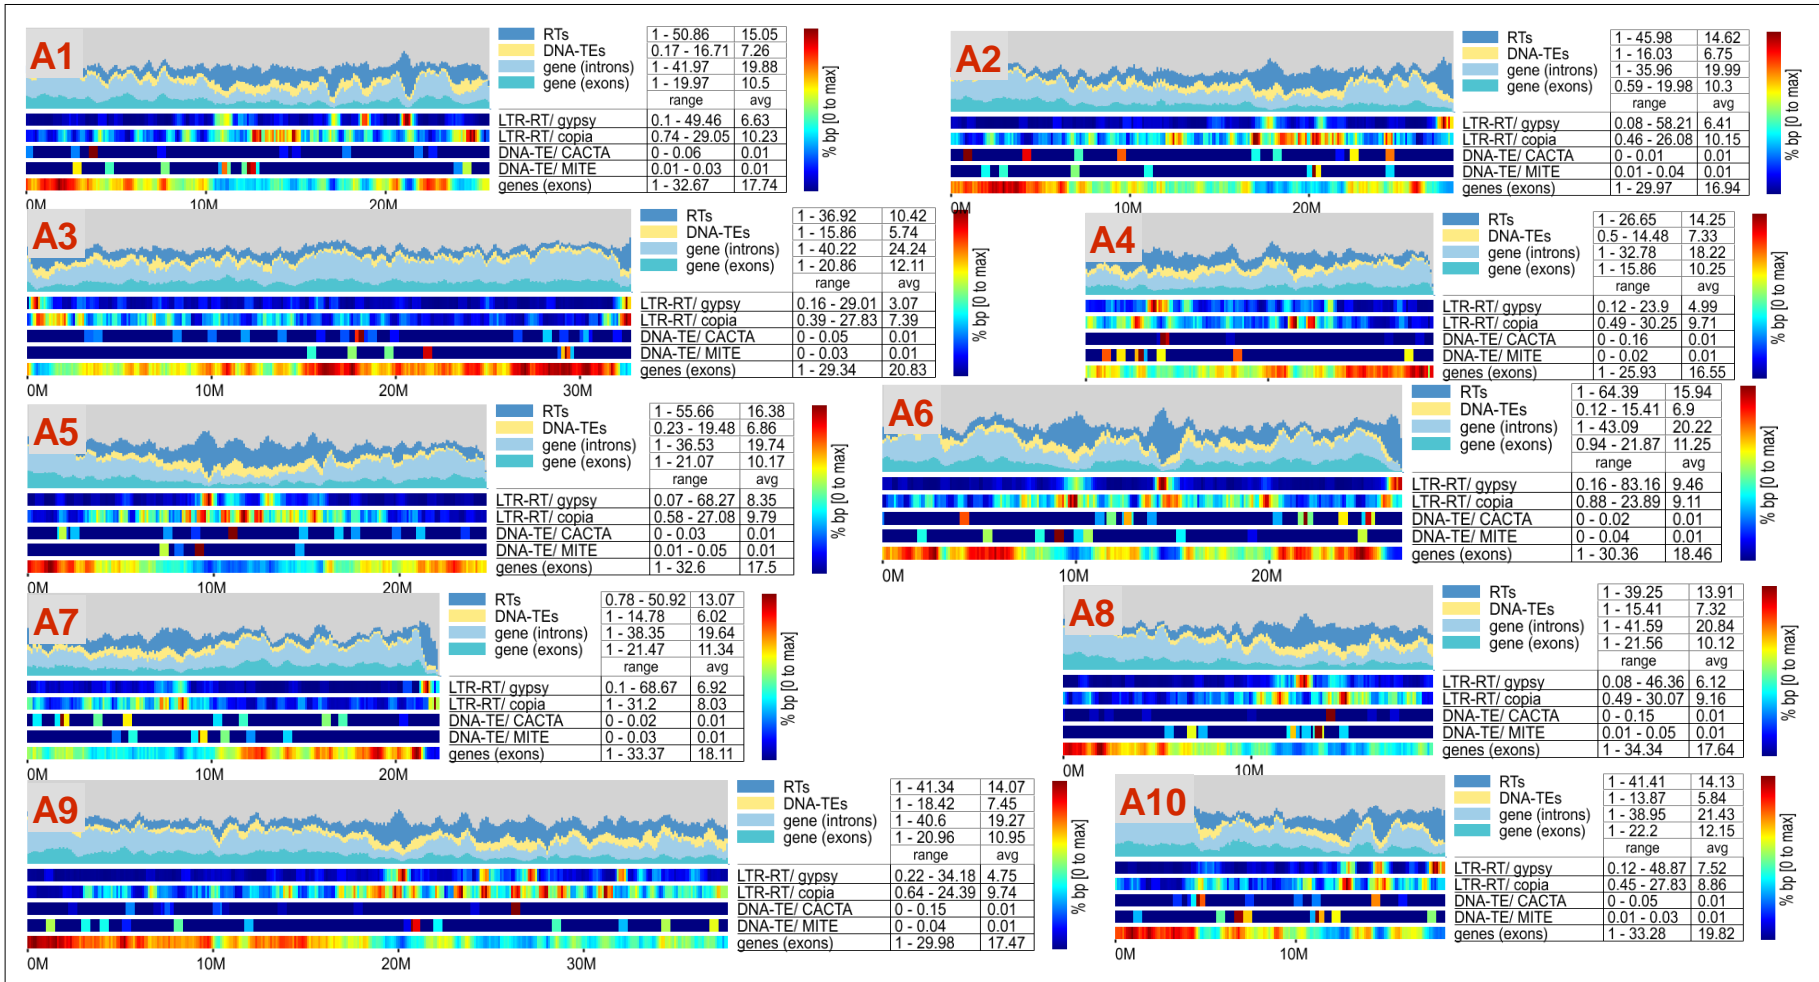 A1
RTs 1 - 50.86 15.05
DNA-TEs 0.17 - 16.71 7.26
gene (introns) 1 - 41.97 19.88
gene (exons) 1 - 19.97 10.5
range avg
LTR-RT/ gypsy 0.1 - 49.46 6.63
LTR-RT/ copia 0.74 - 29.05 10.23
DNA-TE/ CACTA 0 - 0.06 0.01
DNA-TE/ MITE 0.01 - 0.03 0.01
genes (exons) 1 - 32.67 17.74
0M 10M 20M
% bp [0 to max]
A2
RTs 1 - 45.98 14.62
DNA-TEs 1 - 16.03 6.75
gene (introns) 1 - 35.96 19.99
gene (exons) 0.59 - 19.98 10.3
range avg
LTR-RT/ gypsy 0.08 - 58.21 6.41
LTR-RT/ copia 0.46 - 26.08 10.15
DNA-TE/ CACTA 0 - 0.01 0.01
DNA-TE/ MITE 0.01 - 0.04 0.01
genes (exons) 1 - 29.97 16.94
0M 10M 20M
% bp [0 to max]
A3
RTs 1 - 36.92 10.42
DNA-TEs 1 - 15.86 5.74
gene (introns) 1 - 40.22 24.24
gene (exons) 1 - 20.86 12.11
range avg
LTR-RT/ gypsy 0.16 - 29.01 3.07
LTR-RT/ copia 0.39 - 27.83 7.39
DNA-TE/ CACTA 0 - 0.05 0.01
DNA-TE/ MITE 0 - 0.03 0.01
genes (exons) 1 - 29.34 20.83
0M 10M 20M 30M
% bp [0 to max]
A4
RTs 1 - 26.65 14.25
DNA-TEs 0.5 - 14.48 7.33
gene (introns) 1 - 32.78 18.22
gene (exons) 1 - 15.86 10.25
range avg
LTR-RT/ gypsy 0.12 - 23.9 4.99
LTR-RT/ copia 0.49 - 30.25 9.71
DNA-TE/ CACTA 0 - 0.16 0.01
DNA-TE/ MITE 0 - 0.02 0.01
genes (exons) 1 - 25.93 16.55
0M 10M
% bp [0 to max]
A5
RTs 1 - 55.66 16.38
DNA-TEs 0.23 - 19.48 6.86
gene (introns) 1 - 36.53 19.74
gene (exons) 1 - 21.07 10.17
range avg
LTR-RT/ gypsy 0.07 - 68.27 8.35
LTR-RT/ copia 0.58 - 27.08 9.79
DNA-TE/ CACTA 0 - 0.03 0.01
DNA-TE/ MITE 0.01 - 0.05 0.01
genes (exons) 1 - 32.6 17.5
0M 10M 20M
% bp [0 to max]
A6
RTs 1 - 64.39 15.94
DNA-TEs 0.12 - 15.41 6.9
gene (introns) 1 - 43.09 20.22
gene (exons) 0.94 - 21.87 11.25
range avg
LTR-RT/ gypsy 0.16 - 83.16 9.46
LTR-RT/ copia 0.88 - 23.89 9.11
DNA-TE/ CACTA 0 - 0.02 0.01
DNA-TE/ MITE 0 - 0.04 0.01
genes (exons) 1 - 30.36 18.46
0M 10M 20M
% bp [0 to max]
A7
RTs 0.78 - 50.92 13.07
DNA-TEs 1 - 14.78 6.02
gene (introns) 1 - 38.35 19.64
gene (exons) 1 - 21.47 11.34
range avg
LTR-RT/ gypsy 0.1 - 68.67 6.92
LTR-RT/ copia 1 - 31.2 8.03
DNA-TE/ CACTA 0 - 0.02 0.01
DNA-TE/ MITE 0 - 0.03 0.01
genes (exons) 1 - 33.37 18.11
0M 10M 20M
% bp [0 to max]
A8
RTs 1 - 39.25 13.91
DNA-TEs 1 - 15.41 7.32
gene (introns) 1 - 41.59 20.84
gene (exons) 1 - 21.56 10.12
range avg
LTR-RT/ gypsy 0.08 - 46.36 6.12
LTR-RT/ copia 0.49 - 30.07 9.16
DNA-TE/ CACTA 0 - 0.15 0.01
DNA-TE/ MITE 0.01 - 0.05 0.01
genes (exons) 1 - 34.34 17.64
0M 10M
% bp [0 to max]
A9
RTs 1 - 41.34 14.07
DNA-TEs 1 - 18.42 7.45
gene (introns) 1 - 40.6 19.27
gene (exons) 1 - 20.96 10.95
range avg
LTR-RT/ gypsy 0.22 - 34.18 4.75
LTR-RT/ copia 0.64 - 24.39 9.74
DNA-TE/ CACTA 0 - 0.15 0.01
DNA-TE/ MITE 0 - 0.04 0.01
genes (exons) 1 - 29.98 17.47
0M 10M 20M 30M
% bp [0 to max]
A10
RTs 1 - 41.41 14.13
DNA-TEs 1 - 13.87 5.84
gene (introns) 1 - 38.95 21.43
gene (exons) 1 - 22.2 12.15
range avg
LTR-RT/ gypsy 0.12 - 48.87 7.52
LTR-RT/ copia 0.45 - 27.83 8.86
DNA-TE/ CACTA 0 - 0.05 0.01
DNA-TE/ MITE 0.01 - 0.03 0.01
genes (exons) 1 - 33.28 19.82
0M 10M
% bp [0 to max]